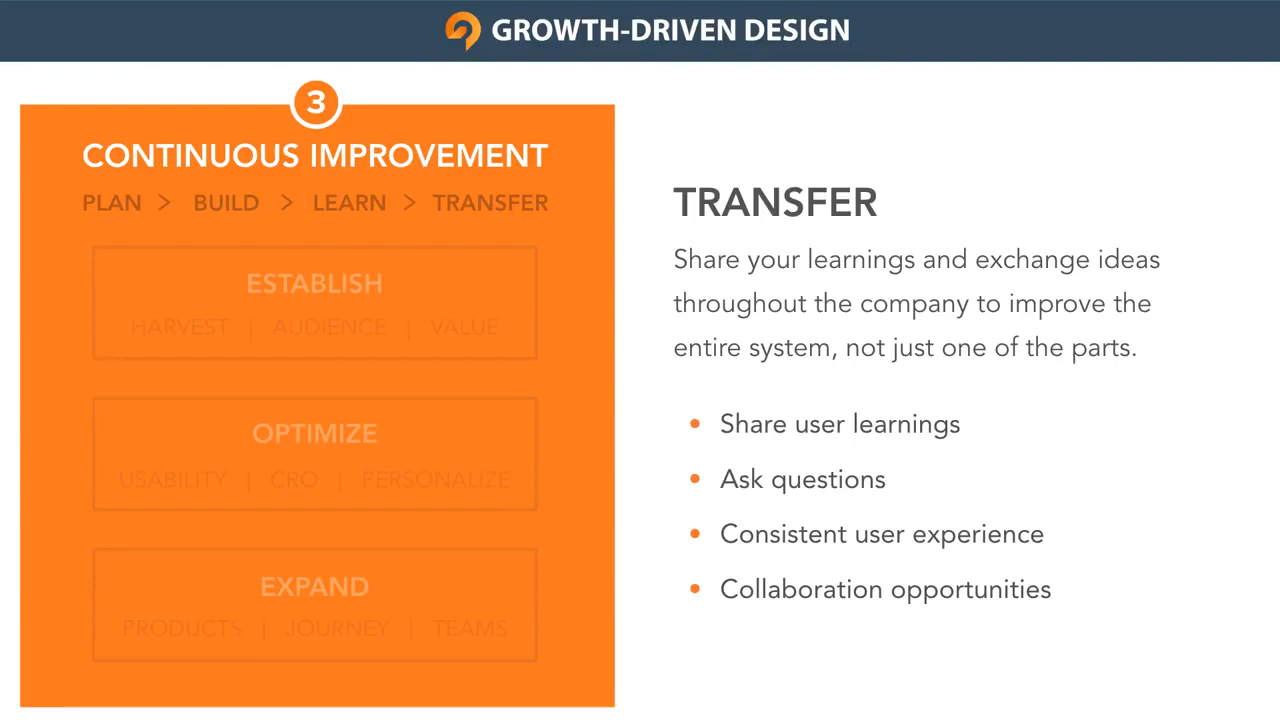 GROWTH-DRIVEN DESIGN
3
CONTINUOUS IMPROVEMENT
PLAN > BUILD > LEARN > TRANSFER
ESTABLISH
HARVEST | AUDIENCE | VALUE
OPTIMIZE
USABILITY | CRO | PERSONALIZE
EXPAND
PRODUCTS | JOURNEY | TEAMS
TRANSFER
Share your learnings and exchange ideas
throughout the company to improve the
entire system, not just one of the parts.
• Share user learnings
• Ask questions
• Consistent user experience
• Collaboration opportunities